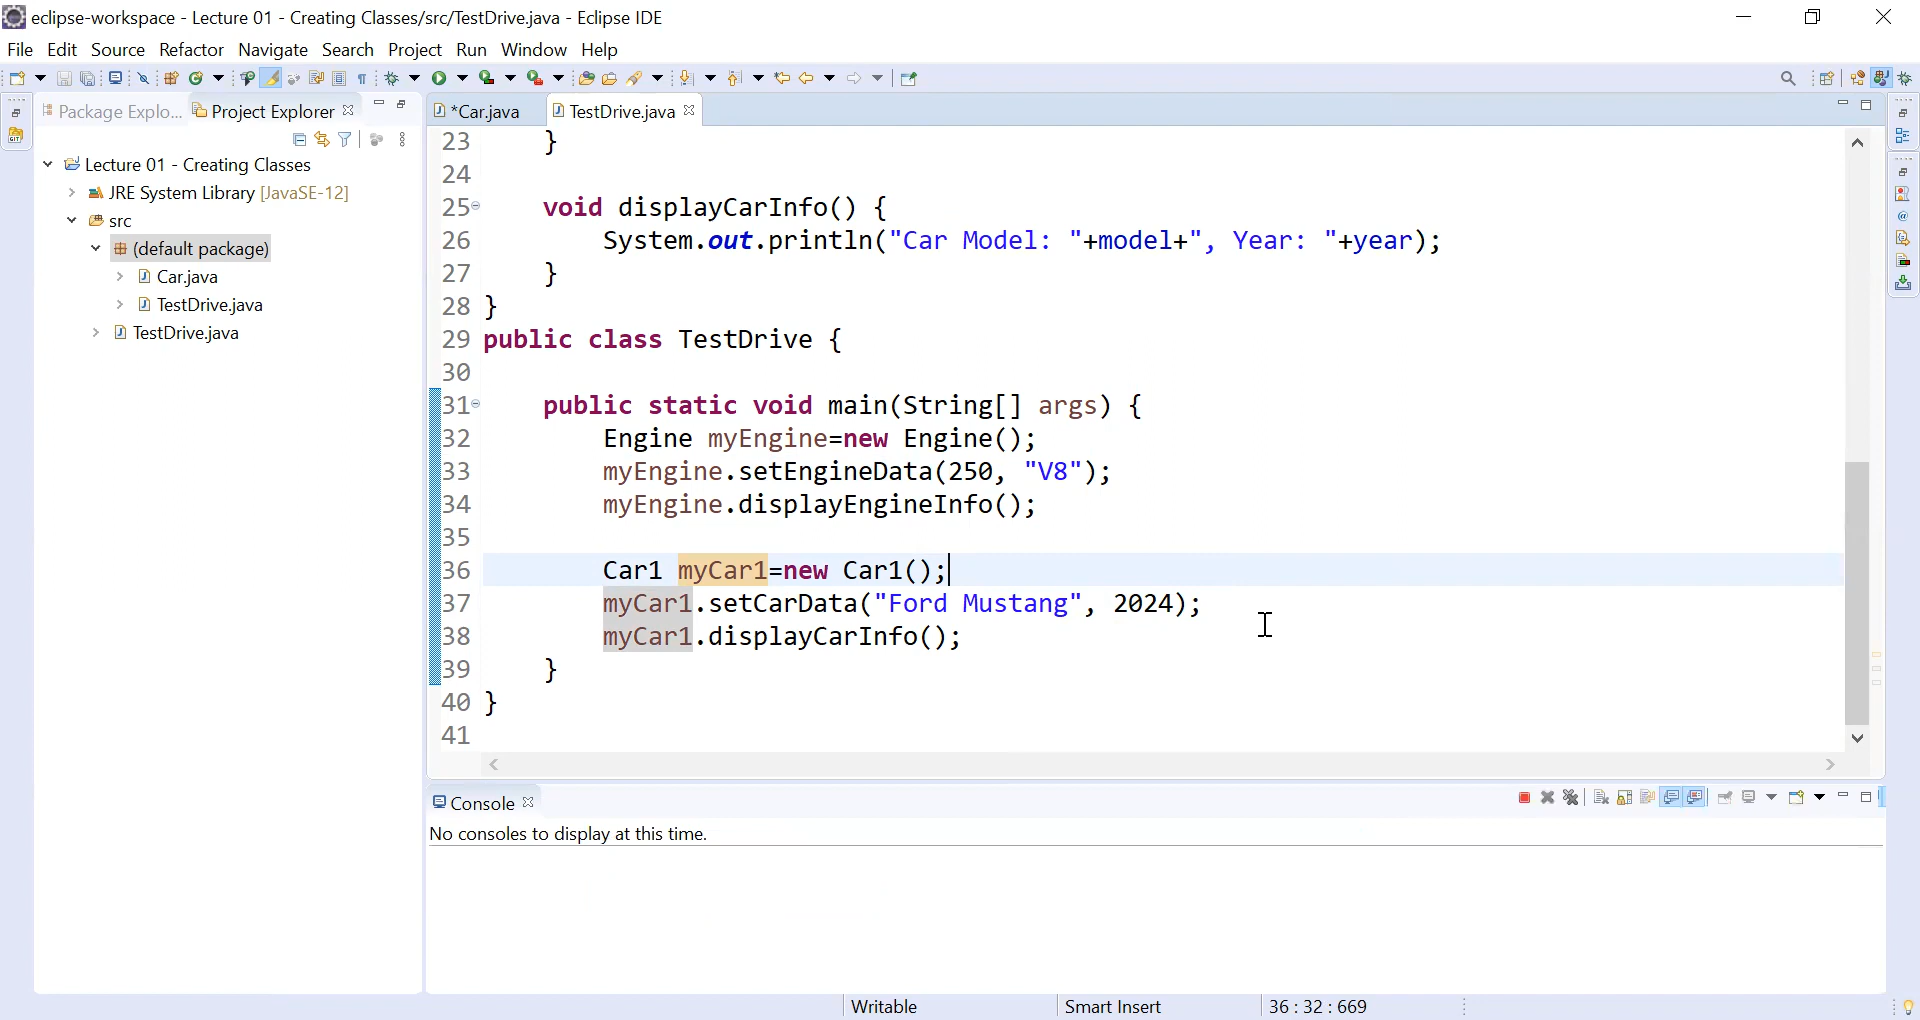 eclipse-workspace - Lecture 01 - Creating Classes/src/TestDrive.java - Eclipse IDE
File Edit Source Refactor Navigate Search Project Run Window Help
Package Explo... Project Explorer
*Car.java TestDrive.java
Lecture 01 - Creating Classes
JRE System Library [JavaSE-12]
src
(default package)
Car.java
TestDrive.java
TestDrive.java
23 }
24
25 void displayCarInfo() {
26 System.out.println("Car Model: "+model+", Year: "+year);
27 }
28 }
29 public class TestDrive {
30
31 public static void main(String[] args) {
32 Engine myEngine=new Engine();
33 myEngine.setEngineData(250, "V8");
34 myEngine.displayEngineInfo();
35
36 Car1 myCar1=new Car1();
37 myCar1.setCarData("Ford Mustang", 2024);
38 myCar1.displayCarInfo();
39 }
40 }
41
Console
No consoles to display at this time.
Writable Smart Insert 36 : 32 : 669